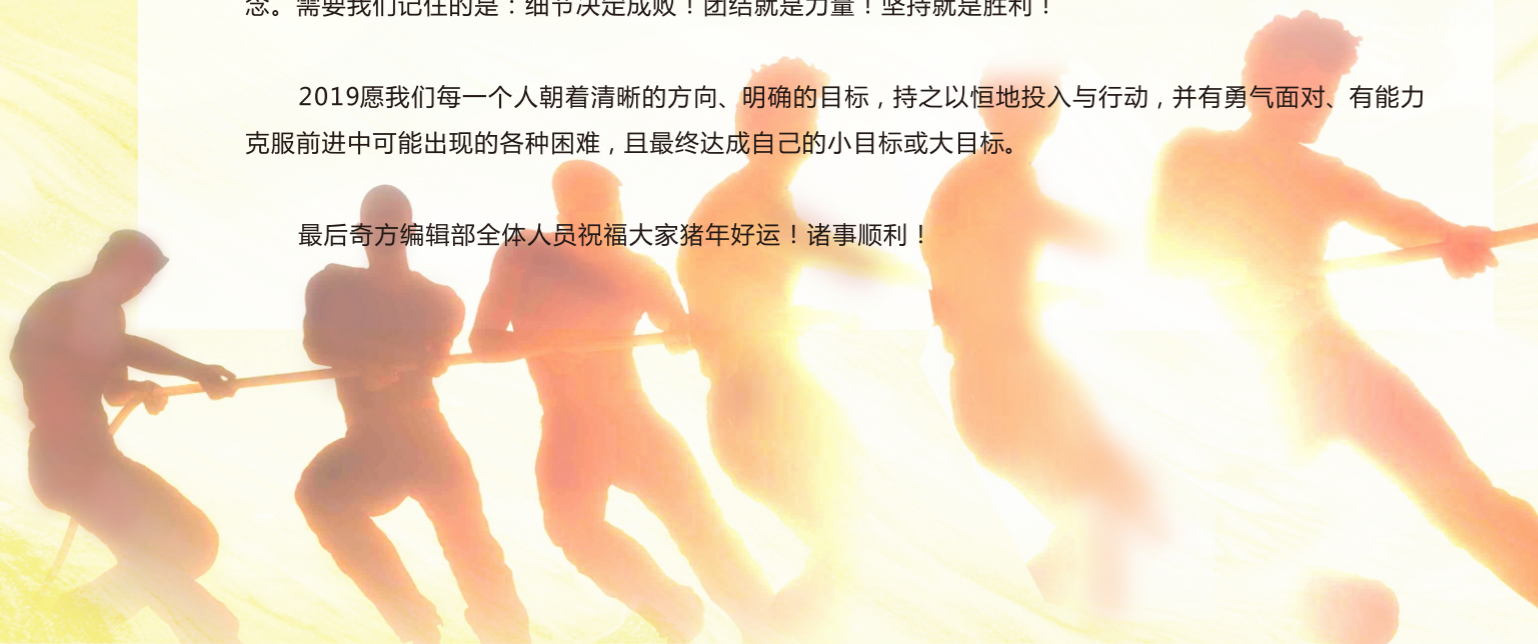 念。需要我们记住的是：细节决定成败！团结就是力量！坚持就是胜利！
2019愿我们每一个人朝着清晰的方向、明确的目标，持之以恒地投入与行动，并有勇气面对、有能力
克服前进中可能出现的各种困难，且最终达成自己的小目标或大目标。
最后奇方编辑部全体人员祝福大家猪年好运！诸事顺利！